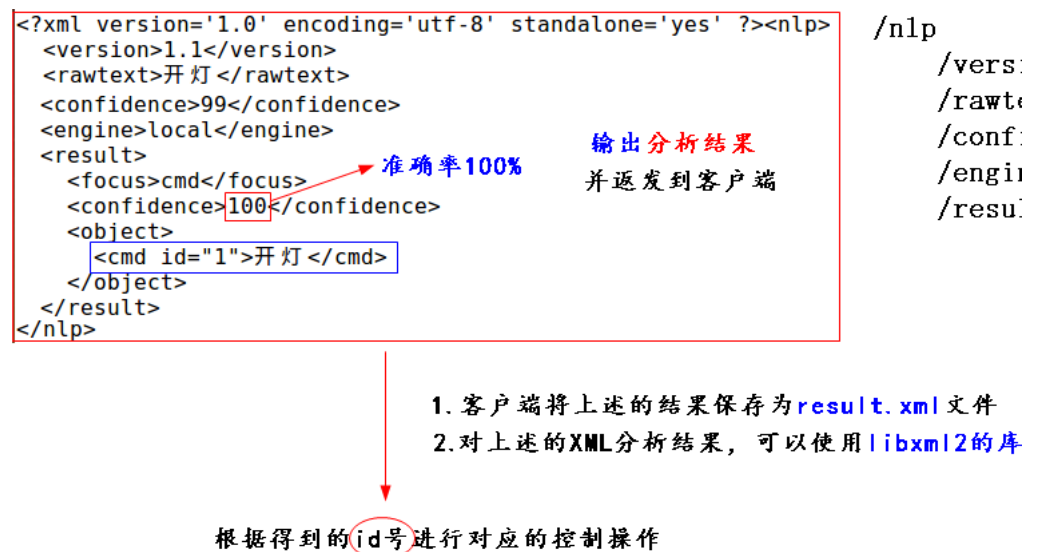 <?xml version='1.0' encoding='utf-8' standalone='yes' ?><nlp>
<version>1.1</version>
<rawtext>开灯</rawtext>
<confidence>99</confidence>
<engine>local</engine>
<result>
<focus>cmd</focus>
<confidence>100</confidence>
<object>
<cmd id="1">开灯</cmd>
</object>
</result>
</nlp>
准确率100%
输出分析结果
并返发到客户端
/nlp
/vers
/rawt
/conf
/engi
/resu
1.客户端将上述的结果保存为result.xml文件
2.对上述的XML分析结果, 可以使用libxml2的库
根据得到的id号进行对应的控制操作